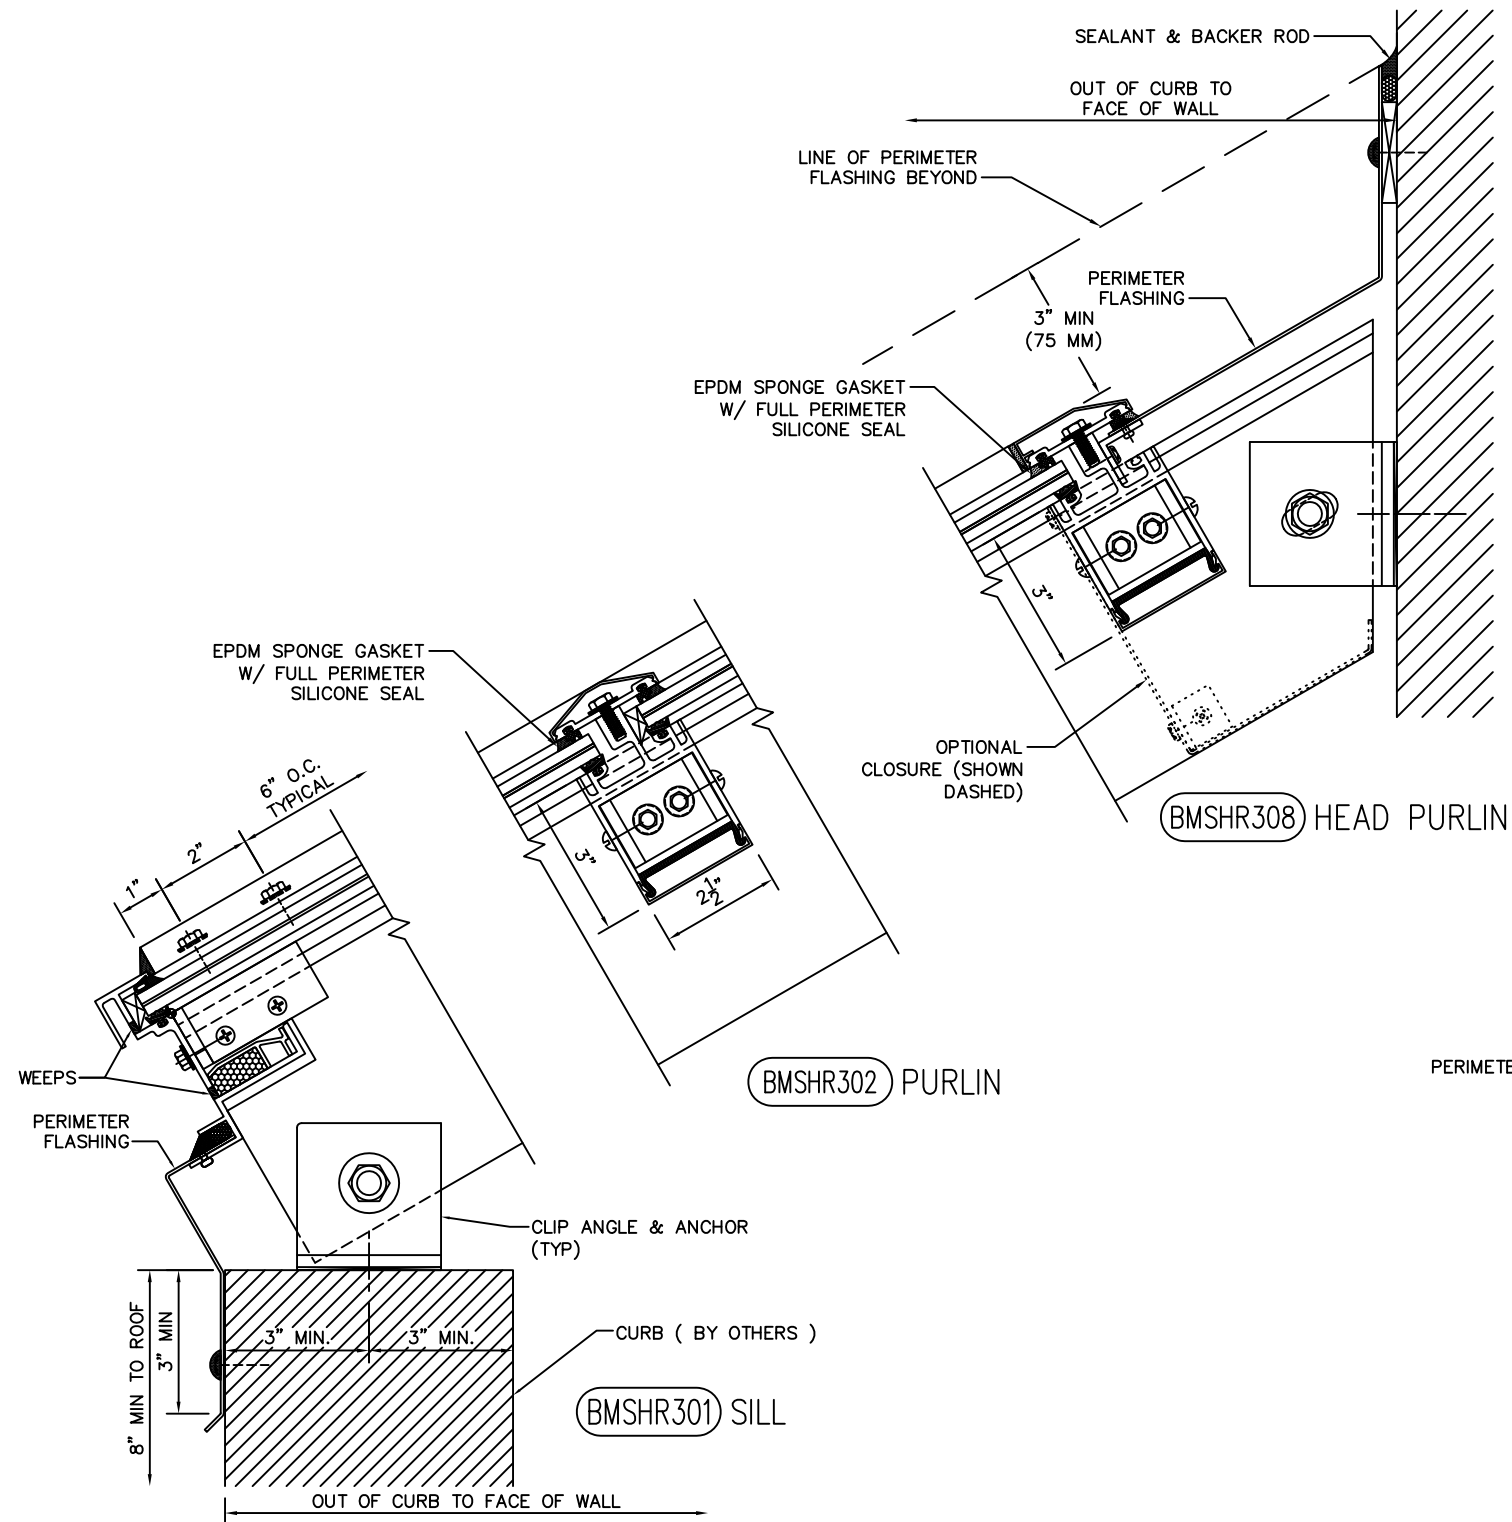 SEALANT & BACKER ROD
OUT OF CURB TO
FACE OF WALL
LINE OF PERIMETER
FLASHING BEYOND
PERIMETER
FLASHING
3" MIN
(75 MM)
EPDM SPONGE GASKET
W/ FULL PERIMETER
SILICONE SEAL
3"
OPTIONAL
CLOSURE (SHOWN
DASHED)
BMSHR308 HEAD PURLIN
EPDM SPONGE GASKET
W/ FULL PERIMETER
SILICONE SEAL
3"
2 1/2"
BMSHR302 PURLIN
6" O.C.
TYPICAL
2"
1"
WEEPS
PERIMETER
FLASHING
CLIP ANGLE & ANCHOR
(TYP)
8" MIN TO ROOF
3" MIN
3" MIN.
3" MIN.
CURB ( BY OTHERS )
BMSHR301 SILL
OUT OF CURB TO FACE OF WALL